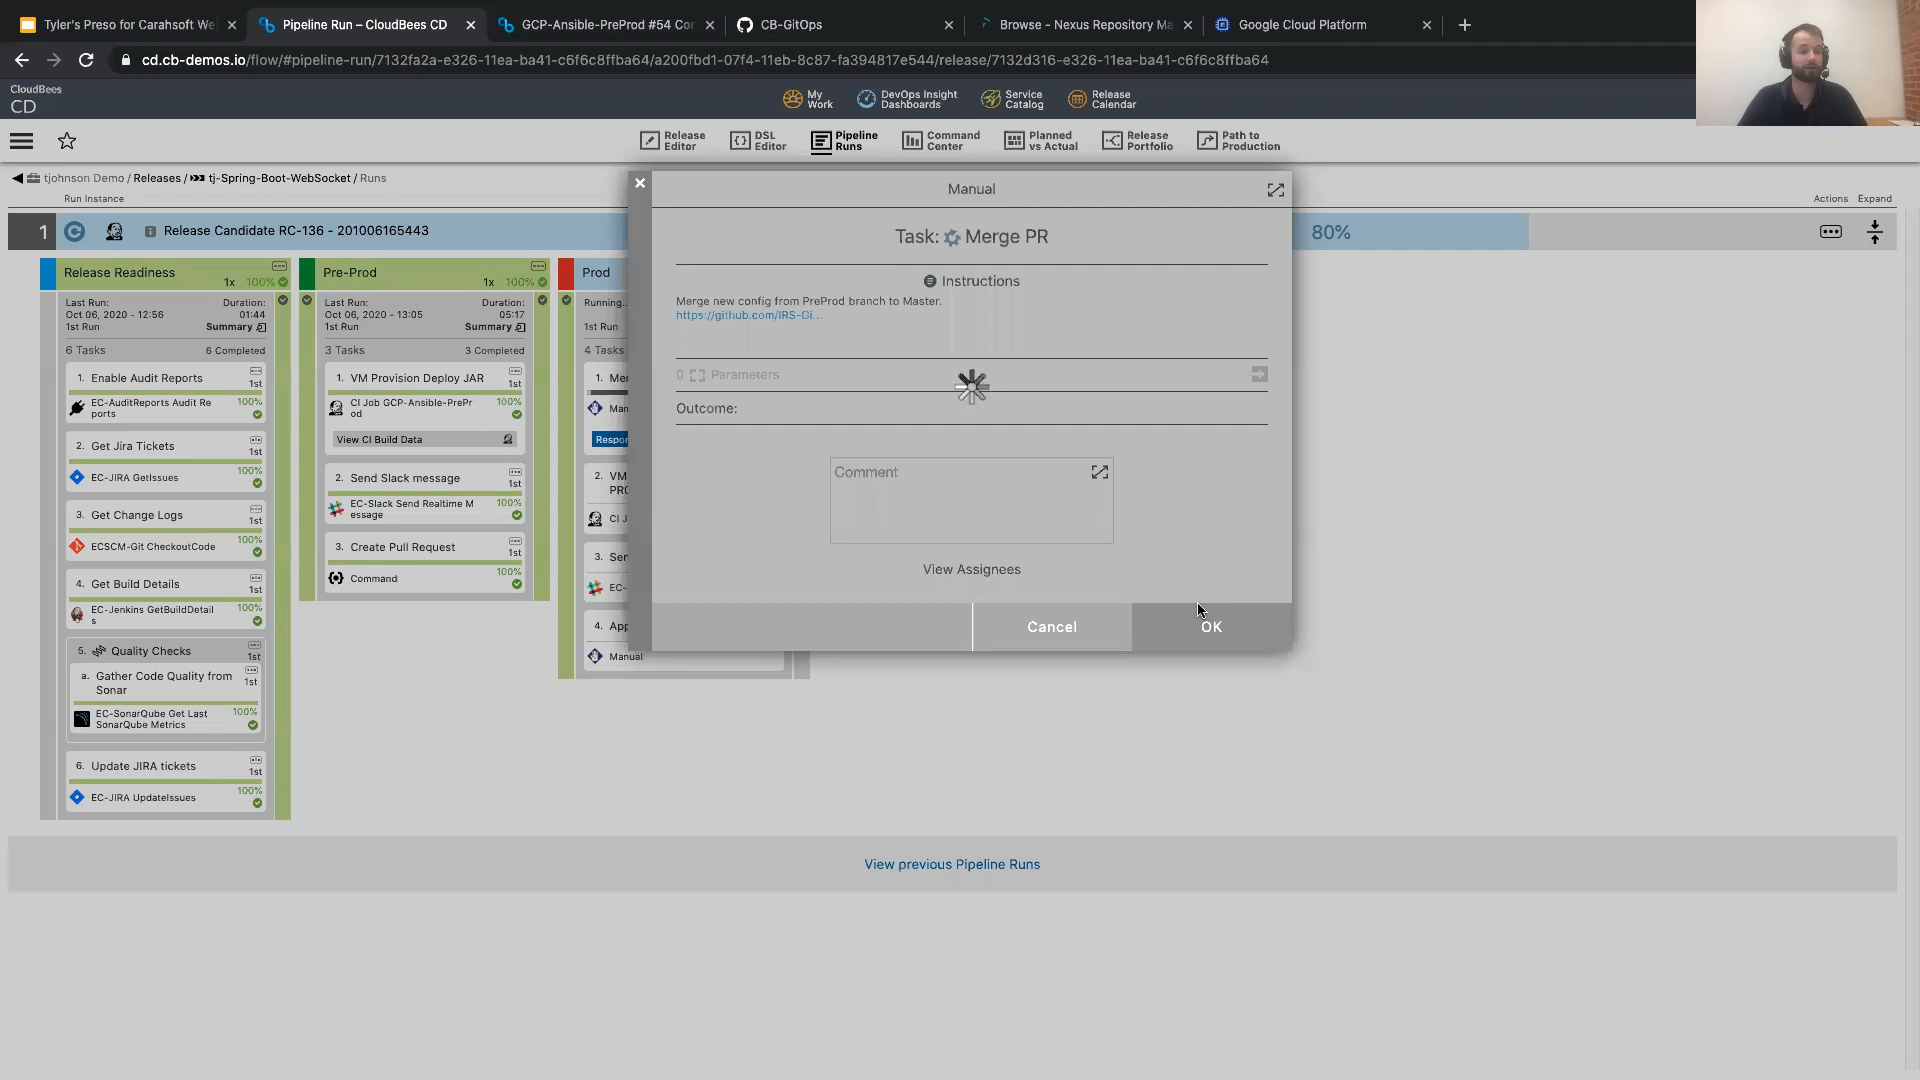 Tyler's Preso for Carahsoft We
Pipeline Run – CloudBees CD
GCP-Ansible-PreProd #54 Cor
CB-GitOps
Browse - Nexus Repository Ma
Google Cloud Platform
cd.cb-demos.io/flow/#pipeline-run/7132fa2a-e326-11ea-ba41-c6f6c8ffba64/a200fbd1-07f4-11eb-8c87-fa394817e544/release/7132d316-e326-11ea-ba41-c6f6c8ffba64
CloudBees
CD
My
Work
DevOps Insight
Dashboards
Service
Catalog
Release
Calendar
Release
Editor
DSL
Editor
Pipeline
Runs
Command
Center
Planned
vs Actual
Release
Portfolio
Path to
Production
tjohnson Demo / Releases / tj-Spring-Boot-WebSocket / Runs
Run Instance
Actions
Expand
1
Release Candidate RC-136 - 201006165443
80%
Release Readiness
1x 100%
Last Run:
Oct 06, 2020 - 12:56
1st Run
Duration:
01:44
Summary
6 Tasks
6 Completed
1. Enable Audit Reports
1st
EC-AuditReports Audit Re
ports
100%
2. Get Jira Tickets
1st
EC-JIRA GetIssues
100%
3. Get Change Logs
1st
ECSCM-Git CheckoutCode
100%
4. Get Build Details
1st
EC-Jenkins GetBuildDetail
s
100%
5. Quality Checks
1st
a. Gather Code Quality from
Sonar
1st
EC-SonarQube Get Last
SonarQube Metrics
100%
6. Update JIRA tickets
1st
EC-JIRA UpdateIssues
100%
Pre-Prod
1x 100%
Last Run:
Oct 06, 2020 - 13:05
1st Run
Duration:
05:17
Summary
3 Tasks
3 Completed
1. VM Provision Deploy JAR
1st
CI Job GCP-Ansible-PrePr
od
100%
View CI Build Data
2. Send Slack message
1st
EC-Slack Send Realtime M
essage
100%
3. Create Pull Request
1st
Command
100%
Prod
Running..
1st Run
4 Tasks
1. Mer
Man
Respon
2. VM
PRO
CI J
3. Sen
EC-
4. App
Manual
Manual
Task: Merge PR
Instructions
Merge new config from PreProd branch to Master.
https://github.com/IRS-Gi...
0 Parameters
Outcome:
Comment
View Assignees
Cancel
OK
View previous Pipeline Runs